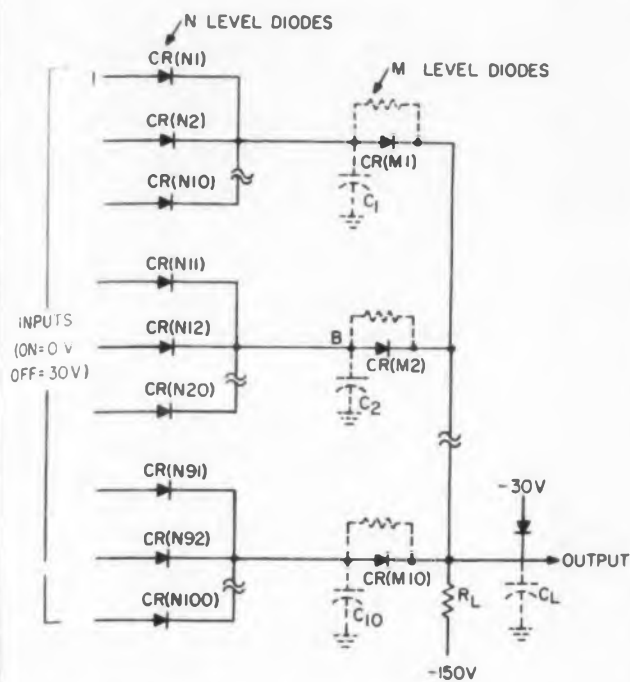 N LEVEL DIODES
CR(N1)
M LEVEL DIODES
CR(N2)
CR(M1)
CR(N10)
C1
CR(N11)
INPUTS
(ON=0 V
OFF=30V)
CR(N12)
B
CR(M2)
CR(N20)
C2
CR(N91)
-30V
CR(N92)
OUTPUT
CR(M10)
CR(N100)
C10
RL
CL
-150V